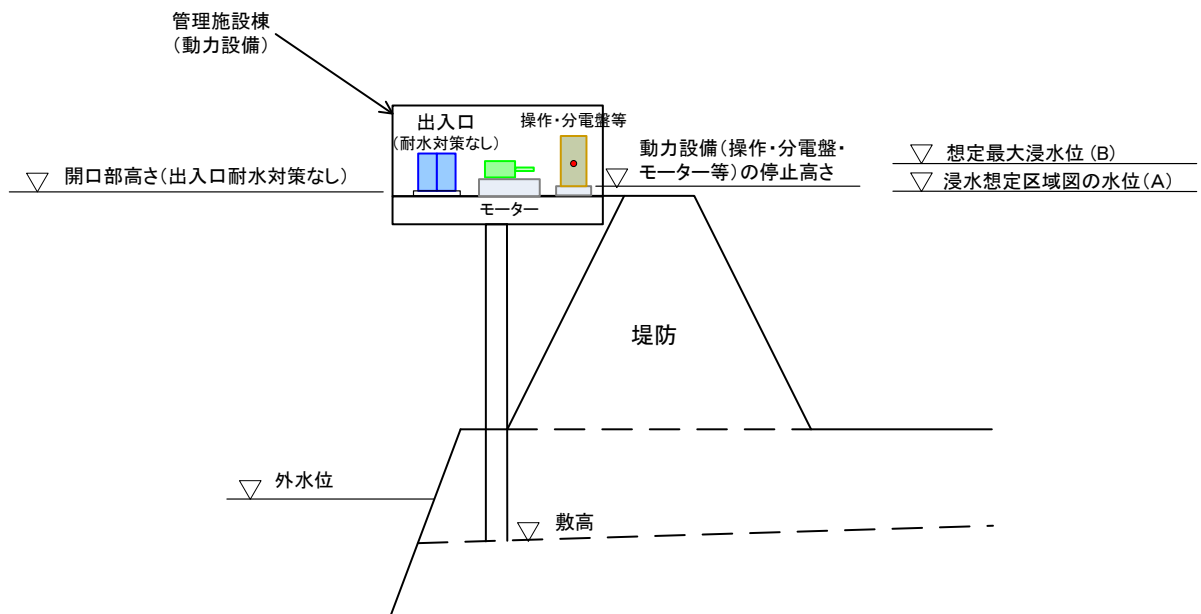 管理施設棟
（動力設備）
出入口
（耐水対策なし）
操作・分電盤等
モーター
動力設備（操作・分電盤・
モーター等）の停止高さ
想定最大浸水位（B）
浸水想定区域図の水位（A）
開口部高さ（出入口耐水対策なし）
堤防
外水位
敷高